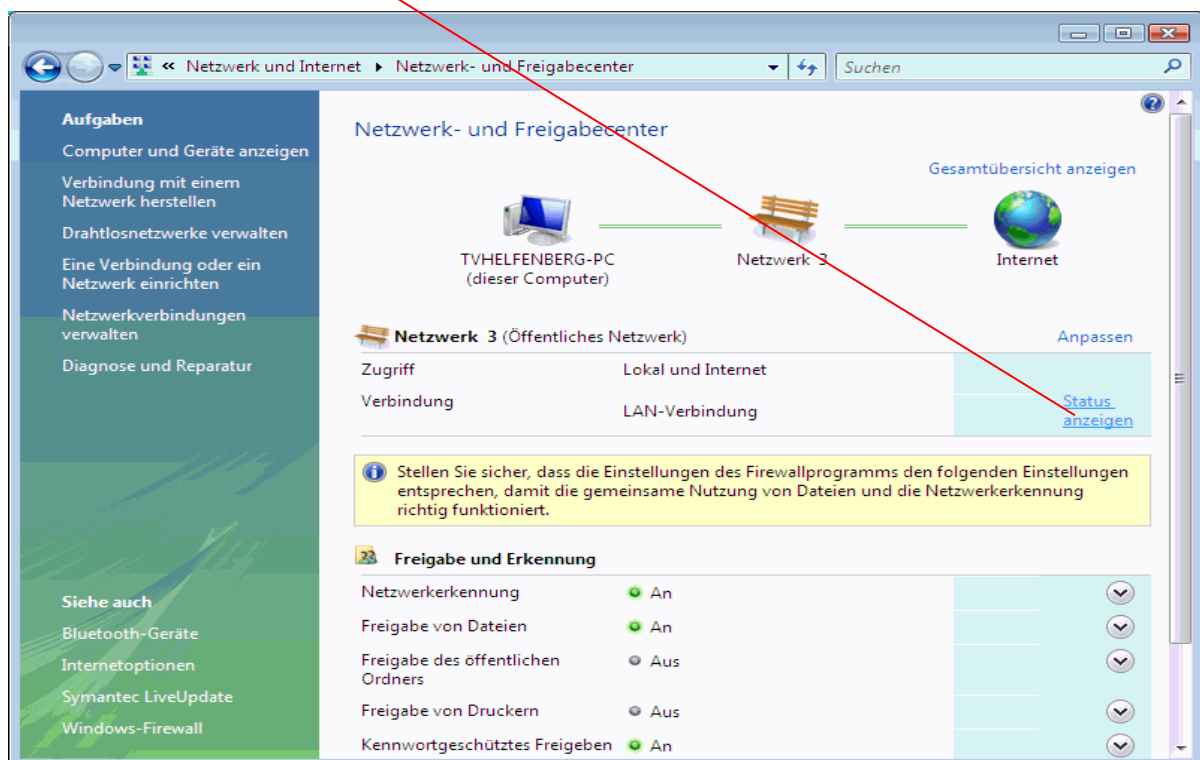 « Netzwerk und Internet ▸ Netzwerk- und Freigabecenter
Suchen
Aufgaben
Computer und Geräte anzeigen
Verbindung mit einem
Netzwerk herstellen
Drahtlosnetzwerke verwalten
Eine Verbindung oder ein
Netzwerk einrichten
Netzwerkverbindungen
verwalten
Diagnose und Reparatur
Siehe auch
Bluetooth-Geräte
Internetoptionen
Symantec LiveUpdate
Windows-Firewall
Netzwerk- und Freigabecenter
Gesamtübersicht anzeigen
TVHELFENBERG-PC
(dieser Computer)
Netzwerk 3
Internet
Netzwerk 3 (Öffentliches Netzwerk)
Anpassen
Zugriff
Lokal und Internet
Verbindung
LAN-Verbindung
Status
anzeigen
Stellen Sie sicher, dass die Einstellungen des Firewallprogramms den folgenden Einstellungen
entsprechen, damit die gemeinsame Nutzung von Dateien und die Netzwerkerkennung
richtig funktioniert.
Freigabe und Erkennung
Netzwerkerkennung
An
Freigabe von Dateien
An
Freigabe des öffentlichen
Ordners
Aus
Freigabe von Druckern
Aus
Kennwortgeschütztes Freigeben
An